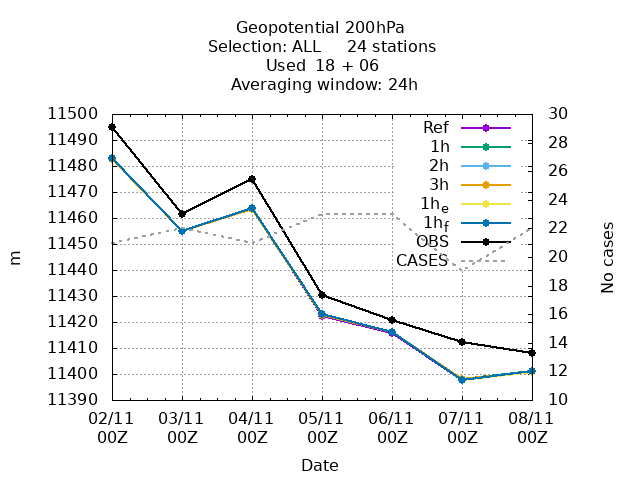 Geopotential 200hPa
Selection: ALL 24 stations
Used 18 + 06
Averaging window: 24h
11500
11490
11480
11470
11460
11450
11440
11430
11420
11410
11400
11390
m
30
28
26
24
22
20
18
16
14
12
10
No cases
Ref
1h
2h
3h
1he
1hf
OBS
CASES
02/11 03/11 04/11 05/11 06/11 07/11 08/11
00Z 00Z 00Z 00Z 00Z 00Z 00Z
Date